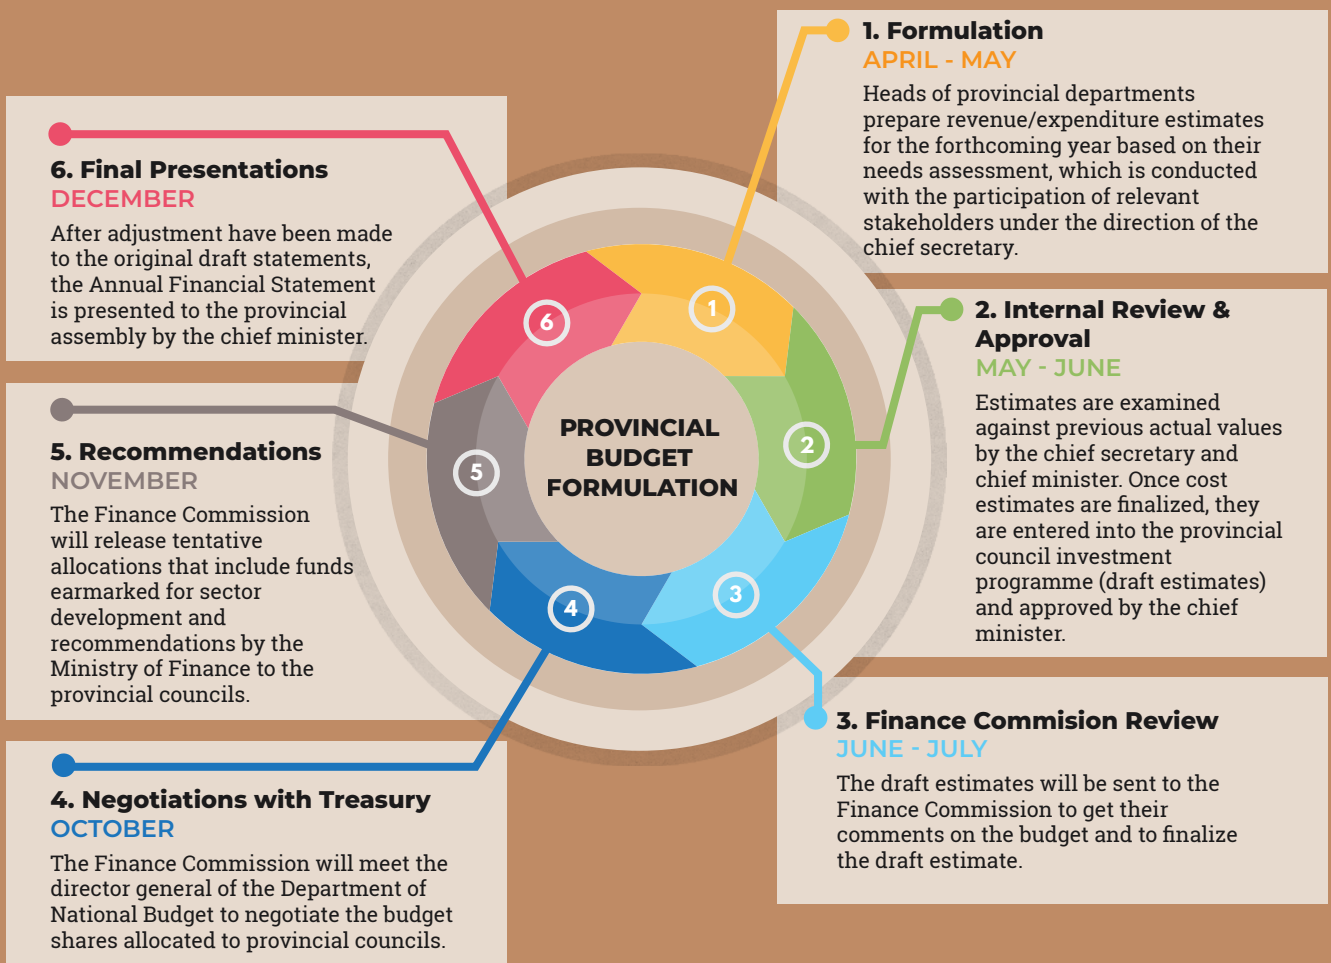 1. Formulation
APRIL - MAY
Heads of provincial departments
prepare revenue/expenditure estimates
for the forthcoming year based on their
needs assessment, which is conducted
with the participation of relevant
stakeholders under the direction of the
chief secretary.
2. Internal Review &
Approval
MAY - JUNE
Estimates are examined
against previous actual values
by the chief secretary and
chief minister. Once cost
estimates are finalized, they
are entered into the provincial
council investment
programme (draft estimates)
and approved by the chief
minister.
3. Finance Commision Review
JUNE - JULY
The draft estimates will be sent to the
Finance Commission to get their
comments on the budget and to finalize
the draft estimate.
4. Negotiations with Treasury
OCTOBER
The Finance Commission will meet the
director general of the Department of
National Budget to negotiate the budget
shares allocated to provincial councils.
5. Recommendations
NOVEMBER
The Finance Commission
will release tentative
allocations that include funds
earmarked for sector
development and
recommendations by the
Ministry of Finance to the
provincial councils.
6. Final Presentations
DECEMBER
After adjustment have been made
to the original draft statements,
the Annual Financial Statement
is presented to the provincial
assembly by the chief minister.
PROVINCIAL
BUDGET
FORMULATION
1
2
3
4
5
6